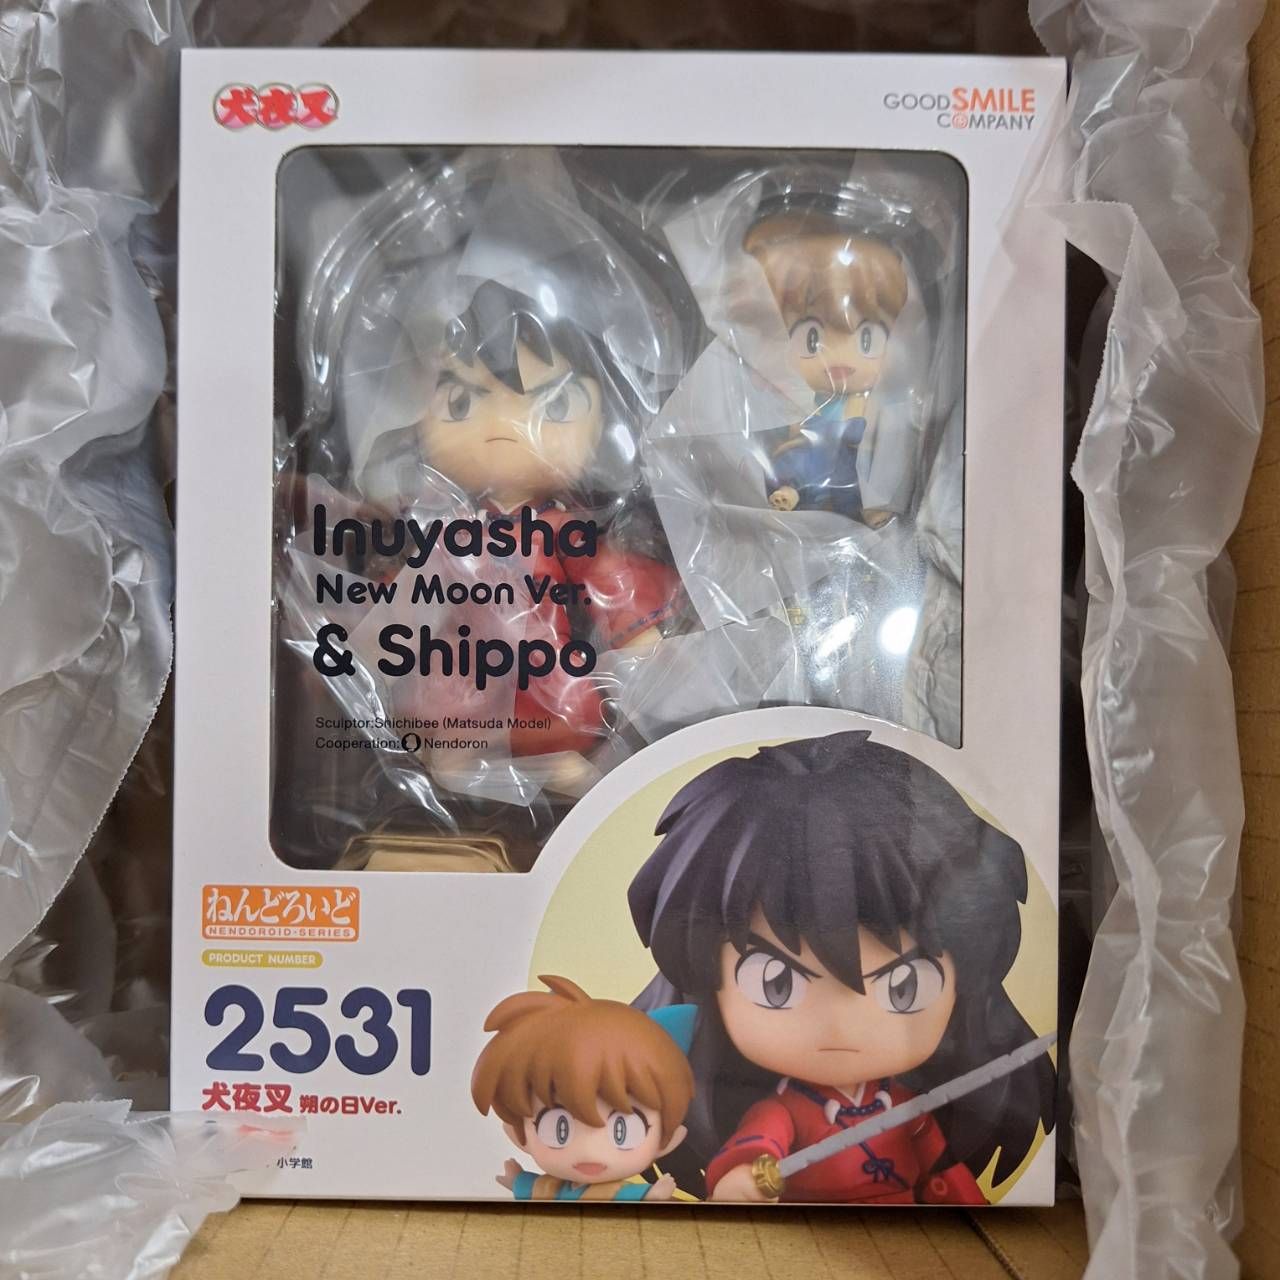 犬夜叉
GOOD SMILE
COMPANY
Inuyasha
New Moon Ver.
& Shippo
Sculptor:Shichibee (Matsuda Model)
Cooperation: Nendoron
ねんどろいど
NENDOROID-SERIES
PRODUCT NUMBER
2531
犬夜叉 朔の日Ver.
小学館